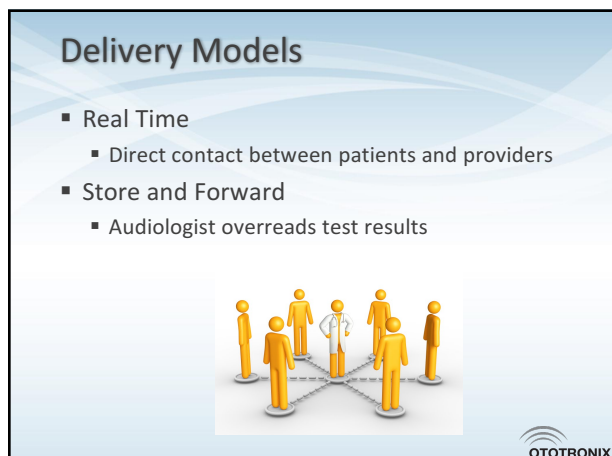 Delivery Models
▪ Real Time
▪ Direct contact between patients and providers
▪ Store and Forward
▪ Audiologist overreads test results
OTOTRONIX